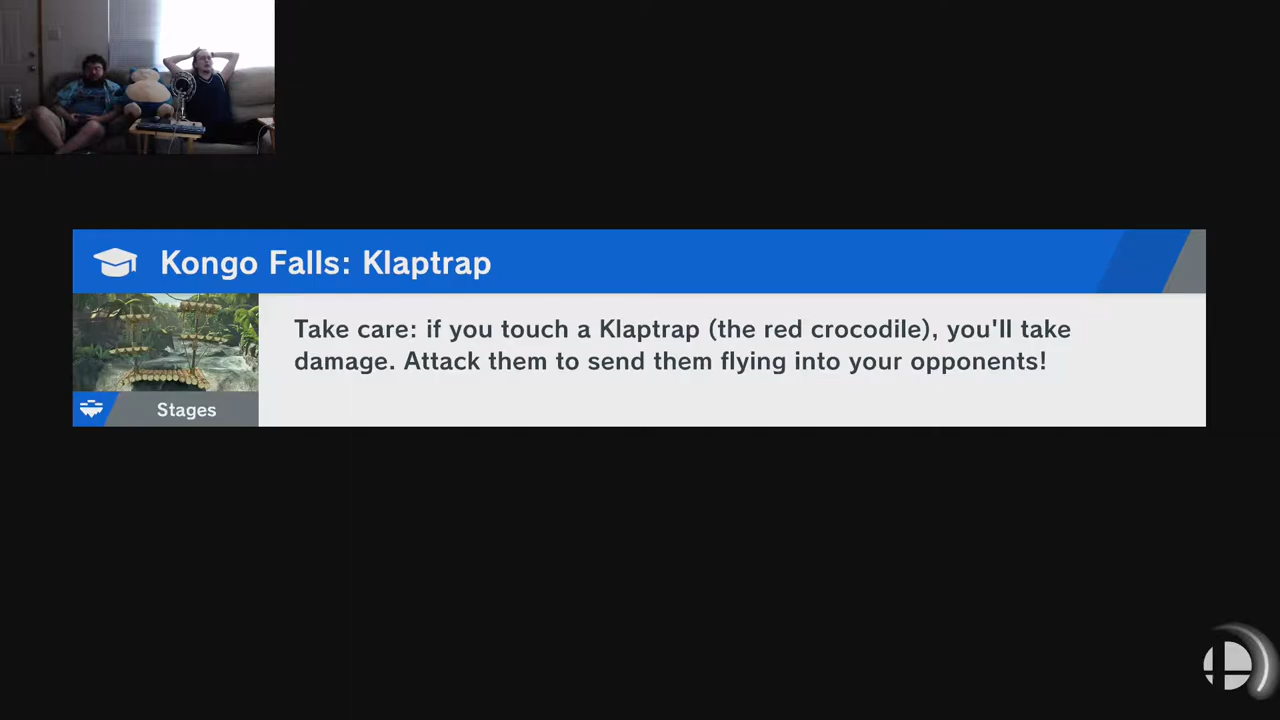 Kongo Falls: Klaptrap
Take care: if you touch a Klaptrap (the red crocodile), you'll take
damage. Attack them to send them flying into your opponents!
Stages